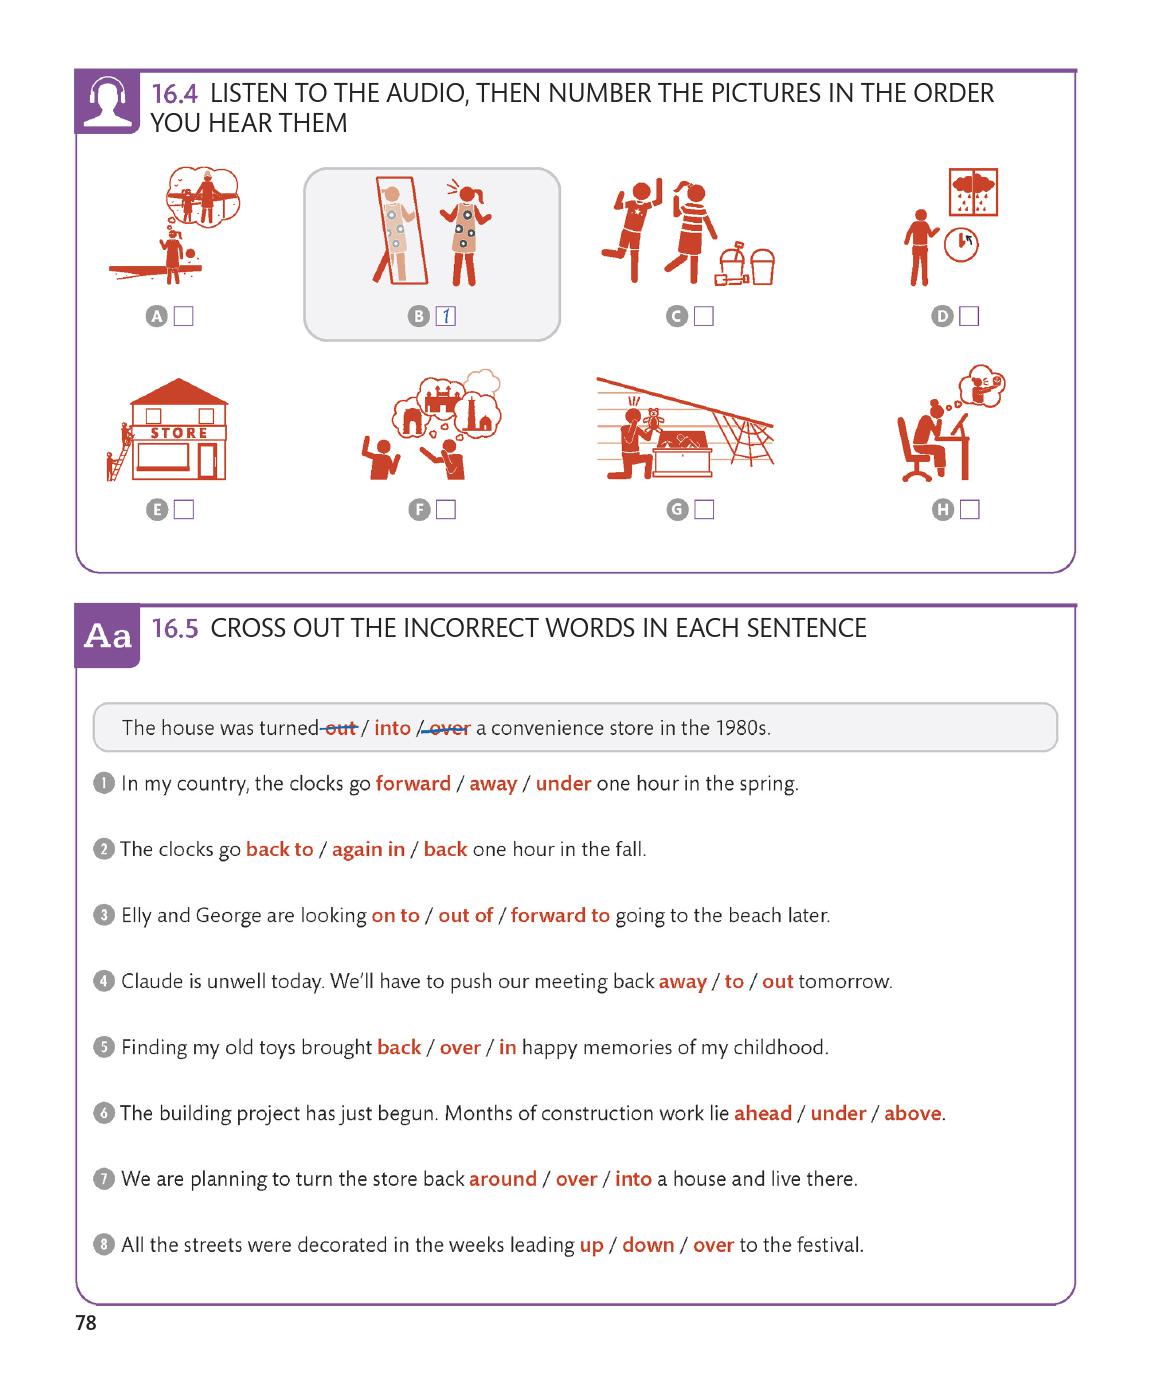 16.4 LISTEN TO THE AUDIO, THEN NUMBER THE PICTURES IN THE ORDER
YOU HEAR THEM
A
B 1
C
D
STORE
E
F
G
H
Aa 16.5 CROSS OUT THE INCORRECT WORDS IN EACH SENTENCE
The house was turned out / into / over a convenience store in the 1980s.
1 In my country, the clocks go forward / away / under one hour in the spring.
2 The clocks go back to / again in / back one hour in the fall.
3 Elly and George are looking on to / out of / forward to going to the beach later.
4 Claude is unwell today. We'll have to push our meeting back away / to / out tomorrow.
5 Finding my old toys brought back / over / in happy memories of my childhood.
6 The building project has just begun. Months of construction work lie ahead / under / above.
7 We are planning to turn the store back around / over / into a house and live there.
8 All the streets were decorated in the weeks leading up / down / over to the festival.
78